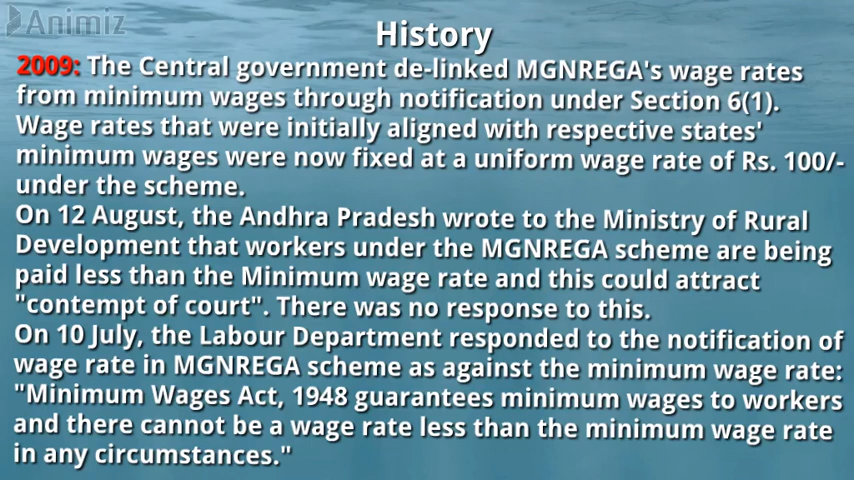 Animiz
History
2009: The Central government de-linked MGNREGA's wage rates
from minimum wages through notification under Section 6(1).
Wage rates that were initially aligned with respective states'
minimum wages were now fixed at a uniform wage rate of Rs. 100/-
under the scheme.
On 12 August, the Andhra Pradesh wrote to the Ministry of Rural
Development that workers under the MGNREGA scheme are being
paid less than the Minimum wage rate and this could attract
"contempt of court". There was no response to this.
On 10 July, the Labour Department responded to the notification of
wage rate in MGNREGA scheme as against the minimum wage rate:
"Minimum Wages Act, 1948 guarantees minimum wages to workers
and there cannot be a wage rate less than the minimum wage rate
in any circumstances."